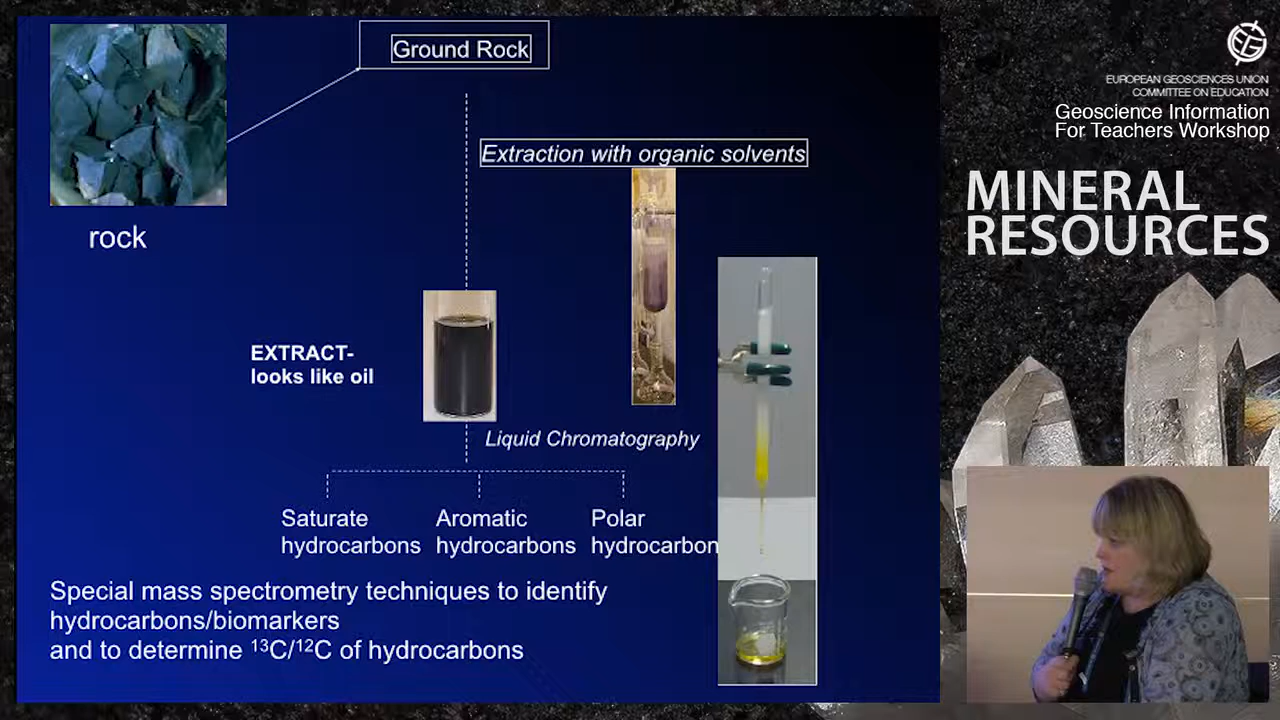 Ground Rock
Extraction with organic solvents
rock
EXTRACT-
looks like oil
Liquid Chromatography
Saturate
hydrocarbons
Aromatic
hydrocarbons
Polar
hydrocarbon
Special mass spectrometry techniques to identify
hydrocarbons/biomarkers
and to determine ¹³C/¹²C of hydrocarbons
EUROPEAN GEOSCIENCES UNION
COMMITTEE ON EDUCATION
Geoscience Information
For Teachers Workshop
MINERAL
RESOURCES